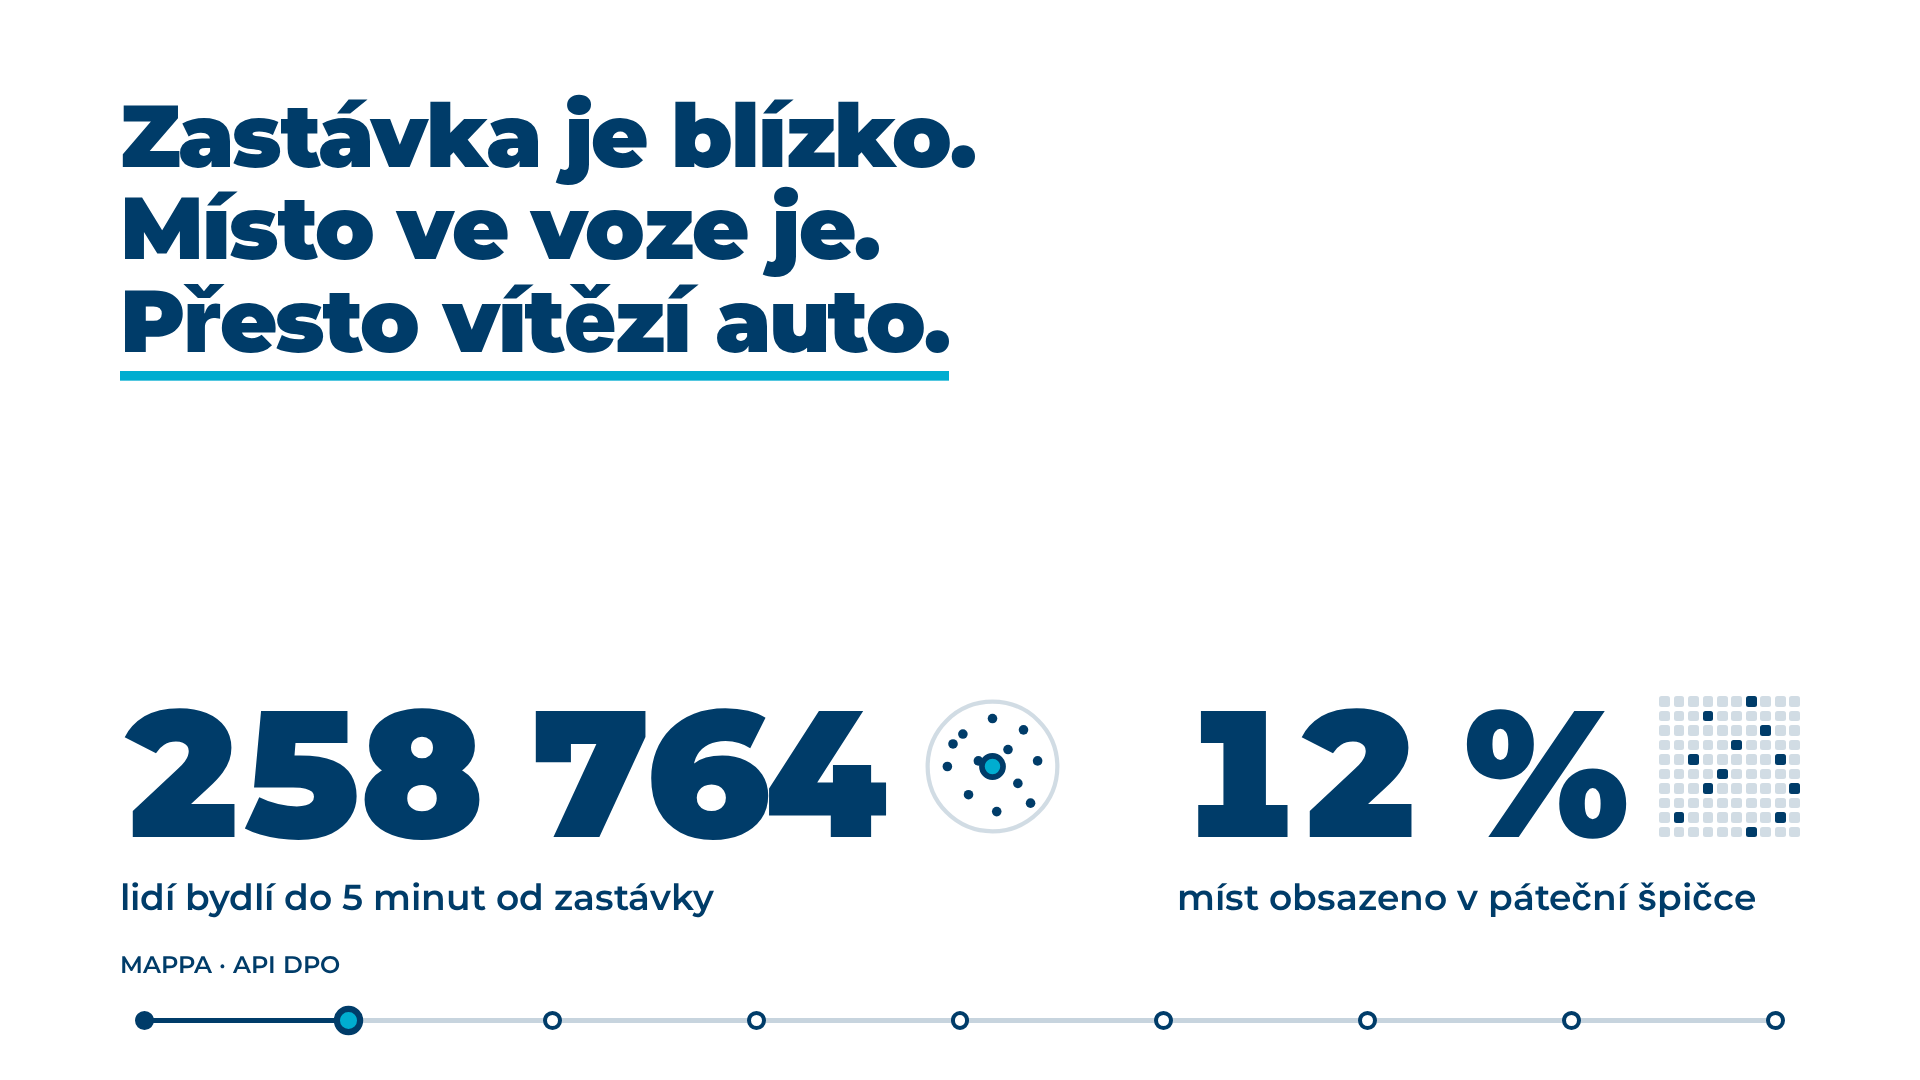 Zastávka je blízko.
Místo ve voze je.
Přesto vítězí auto.
258 764
lidí bydlí do 5 minut od zastávky
12 %
míst obsazeno v páteční špičce
MAPPA · API DPO